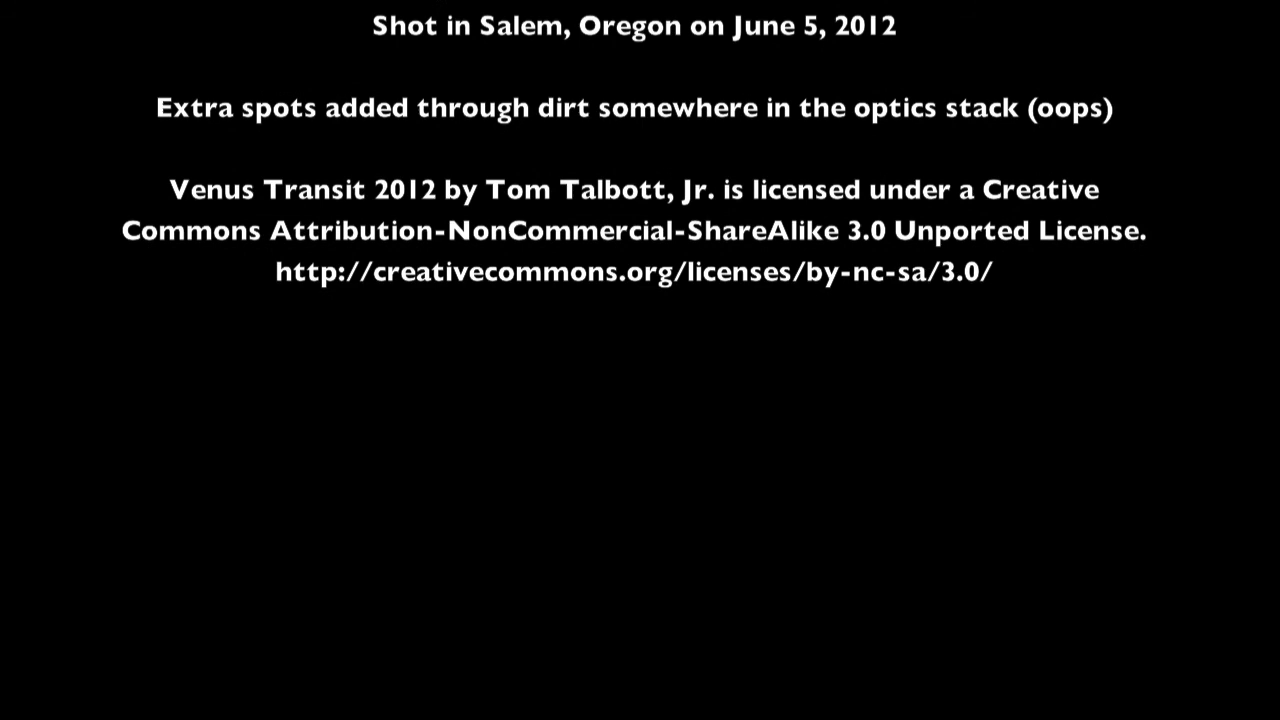 Shot in Salem, Oregon on June 5, 2012
Extra spots added through dirt somewhere in the optics stack (oops)
Venus Transit 2012 by Tom Talbott, Jr. is licensed under a Creative
Commons Attribution-NonCommercial-ShareAlike 3.0 Unported License.
http://creativecommons.org/licenses/by-nc-sa/3.0/